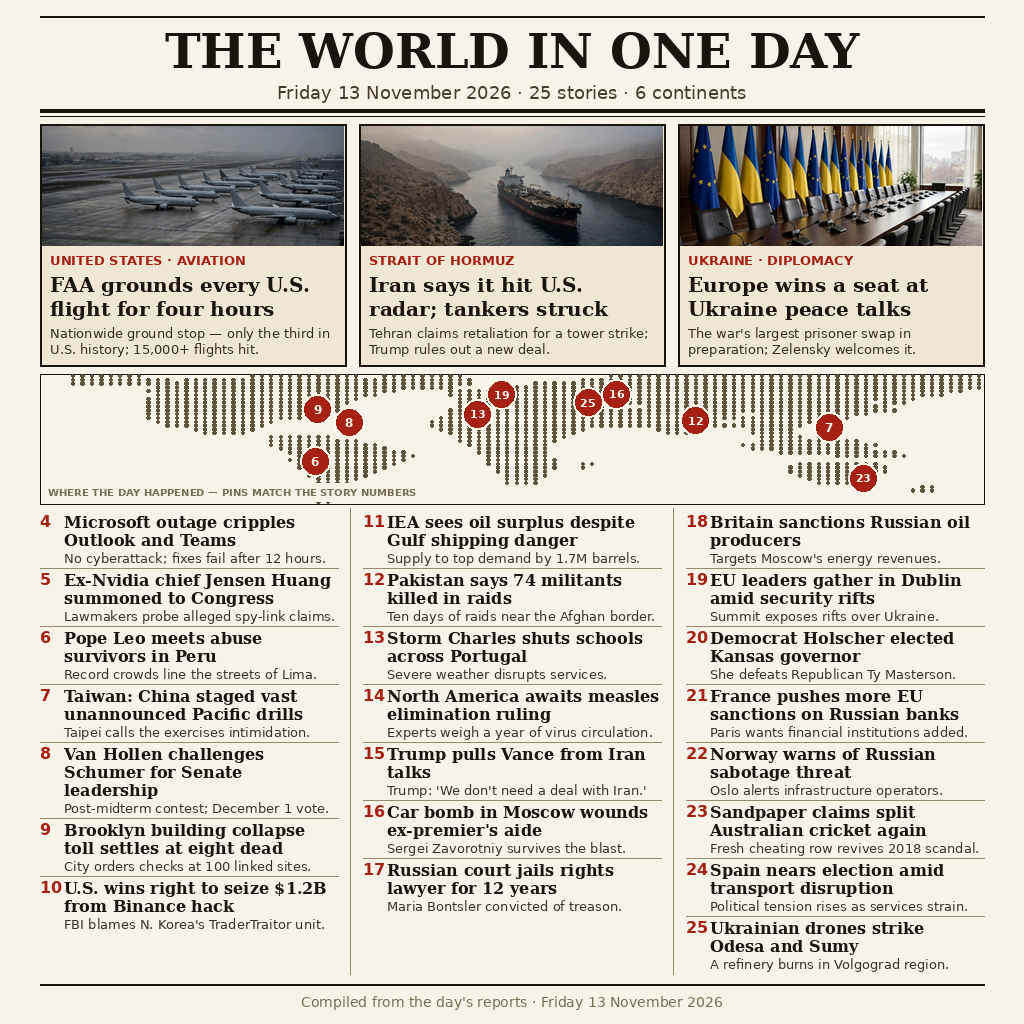 THE WORLD IN ONE DAY
Friday 13 November 2026 · 25 stories · 6 continents
UNITED STATES · AVIATION
FAA grounds every U.S.
flight for four hours
Nationwide ground stop — only the third in
U.S. history; 15,000+ flights hit.
STRAIT OF HORMUZ
Iran says it hit U.S.
radar; tankers struck
Tehran claims retaliation for a tower strike;
Trump rules out a new deal.
UKRAINE · DIPLOMACY
Europe wins a seat at
Ukraine peace talks
The war's largest prisoner swap in
preparation; Zelensky welcomes it.
19
16
25
9
13
8
12
7
6
23
WHERE THE DAY HAPPENED — PINS MATCH THE STORY NUMBERS
4 Microsoft outage cripples
Outlook and Teams
No cyberattack; fixes fail after 12 hours.
5 Ex-Nvidia chief Jensen Huang
summoned to Congress
Lawmakers probe alleged spy-link claims.
6 Pope Leo meets abuse
survivors in Peru
Record crowds line the streets of Lima.
7 Taiwan: China staged vast
unannounced Pacific drills
Taipei calls the exercises intimidation.
8 Van Hollen challenges
Schumer for Senate
leadership
Post-midterm contest; December 1 vote.
9 Brooklyn building collapse
toll settles at eight dead
City orders checks at 100 linked sites.
10 U.S. wins right to seize $1.2B
from Binance hack
FBI blames N. Korea's TraderTraitor unit.
11 IEA sees oil surplus despite
Gulf shipping danger
Supply to top demand by 1.7M barrels.
12 Pakistan says 74 militants
killed in raids
Ten days of raids near the Afghan border.
13 Storm Charles shuts schools
across Portugal
Severe weather disrupts services.
14 North America awaits measles
elimination ruling
Experts weigh a year of virus circulation.
15 Trump pulls Vance from Iran
talks
Trump: 'We don't need a deal with Iran.'
16 Car bomb in Moscow wounds
ex-premier's aide
Sergei Zavorotniy survives the blast.
17 Russian court jails rights
lawyer for 12 years
Maria Bontsler convicted of treason.
18 Britain sanctions Russian oil
producers
Targets Moscow's energy revenues.
19 EU leaders gather in Dublin
amid security rifts
Summit exposes rifts over Ukraine.
20 Democrat Holscher elected
Kansas governor
She defeats Republican Ty Masterson.
21 France pushes more EU
sanctions on Russian banks
Paris wants financial institutions added.
22 Norway warns of Russian
sabotage threat
Oslo alerts infrastructure operators.
23 Sandpaper claims split
Australian cricket again
Fresh cheating row revives 2018 scandal.
24 Spain nears election amid
transport disruption
Political tension rises as services strain.
25 Ukrainian drones strike
Odesa and Sumy
A refinery burns in Volgograd region.
Compiled from the day's reports · Friday 13 November 2026